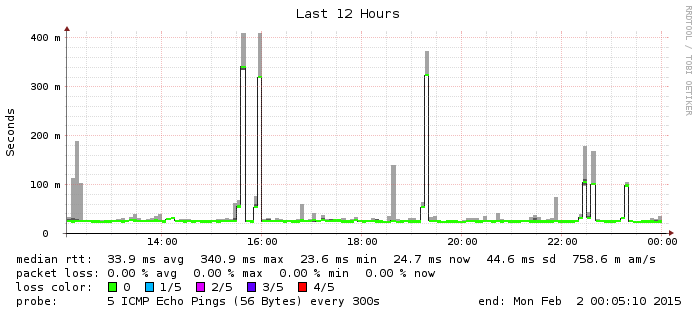 Last 12 Hours
RRDTOOL / TOBI OETIKER
Seconds
400 m
300 m
200 m
100 m
0
14:00 16:00 18:00 20:00 22:00 00:00
median rtt: 33.9 ms avg 340.9 ms max 23.6 ms min 24.7 ms now 44.6 ms sd 758.6 m am/s
packet loss: 0.00 % avg 0.00 % max 0.00 % min 0.00 % now
loss color: 0 1/5 2/5 3/5 4/5
probe: 5 ICMP Echo Pings (56 Bytes) every 300s end: Mon Feb 2 00:05:10 2015